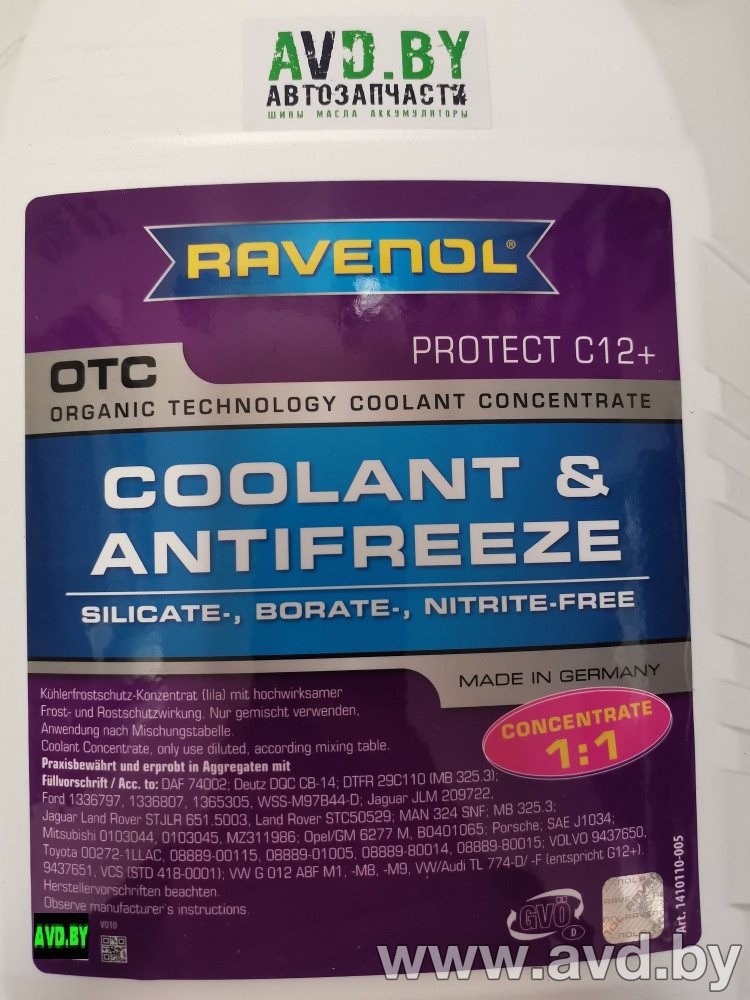 AVD.BY
АВТОЗАПЧАСТИ
ШИНЫ МАСЛА АККУМУЛЯТОРЫ
RAVENOL®
PROTECT C12+
OTC
ORGANIC TECHNOLOGY COOLANT CONCENTRATE
COOLANT &
ANTIFREEZE
SILICATE-, BORATE-, NITRITE-FREE
MADE IN GERMANY
Kühlerfrostschutz-Konzentrat (lila) mit hochwirksamer
Frost- und Rostschutzwirkung. Nur gemischt verwenden,
Anwendung nach Mischungstabelle.
Coolant Concentrate, only use diluted, according mixing table.
CONCENTRATE
1:1
Praxisbewährt und erprobt in Aggregaten mit
Füllvorschrift / Acc. to: DAF 74002; Deutz DQC CB-14; DTFR 29C110 (MB 325.3);
Ford 1336797, 1336807, 1365305, WSS-M97B44-D; Jaguar JLM 209722,
Jaguar Land Rover STJLR 651.5003, Land Rover STC50529; MAN 324 SNF; MB 325.3;
Mitsubishi 0103044, 0103045, MZ311986; Opel/GM 6277 M, B0401065; Porsche; SAE J1034;
Toyota 00272-1LLAC, 08889-00115, 08889-01005, 08889-80014, 08889-80015; VOLVO 9437650,
9437651, VCS (STD 418-0001); VW G 012 A8F M1, -M8, -M9, VW/Audi TL 774-D/ -F (entspricht G12+).
Herstellervorschriften beachten.
Observe manufacturer's instructions.
V010
GVÖ
D
Art. 1410110-005
AVD.BY
www.avd.by